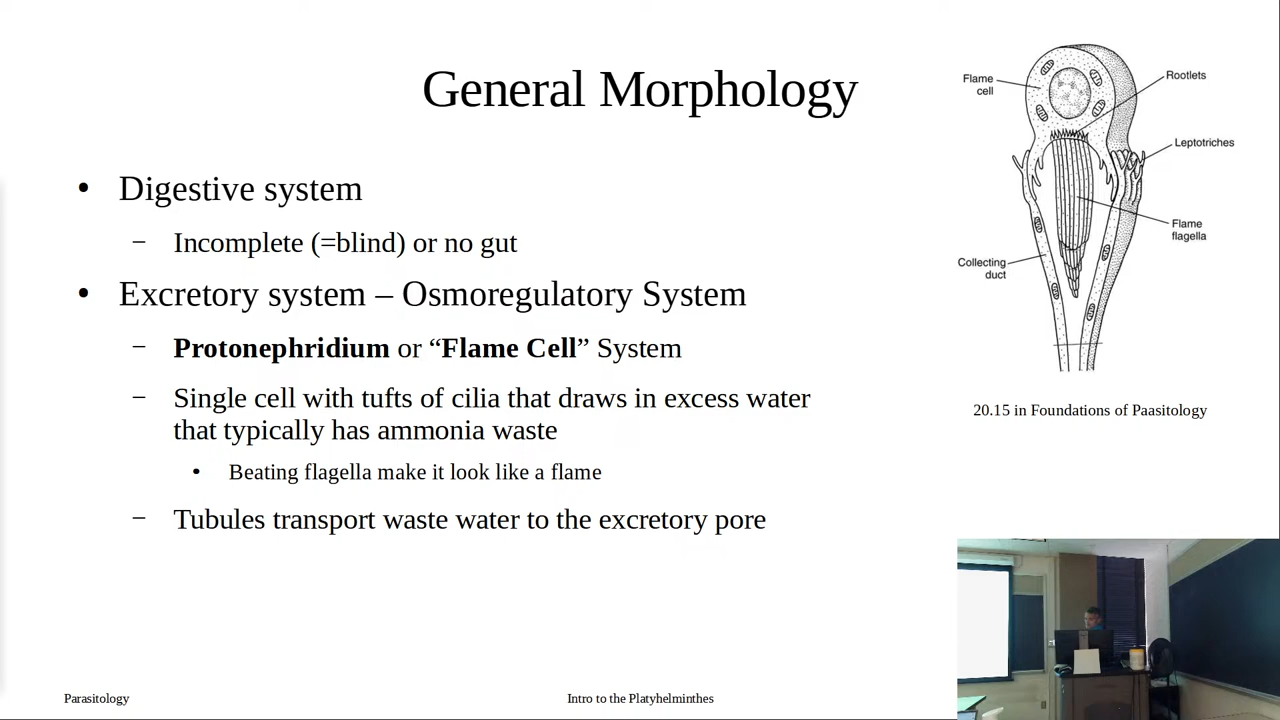 General Morphology
• Digestive system
– Incomplete (=blind) or no gut
• Excretory system – Osmoregulatory System
– Protonephridium or “Flame Cell” System
– Single cell with tufts of cilia that draws in excess water
that typically has ammonia waste
• Beating flagella make it look like a flame
– Tubules transport waste water to the excretory pore
Flame
cell
Rootlets
Leptotriches
Flame
flagella
Collecting
duct
20.15 in Foundations of Paasitology
Parasitology
Intro to the Platyhelminthes